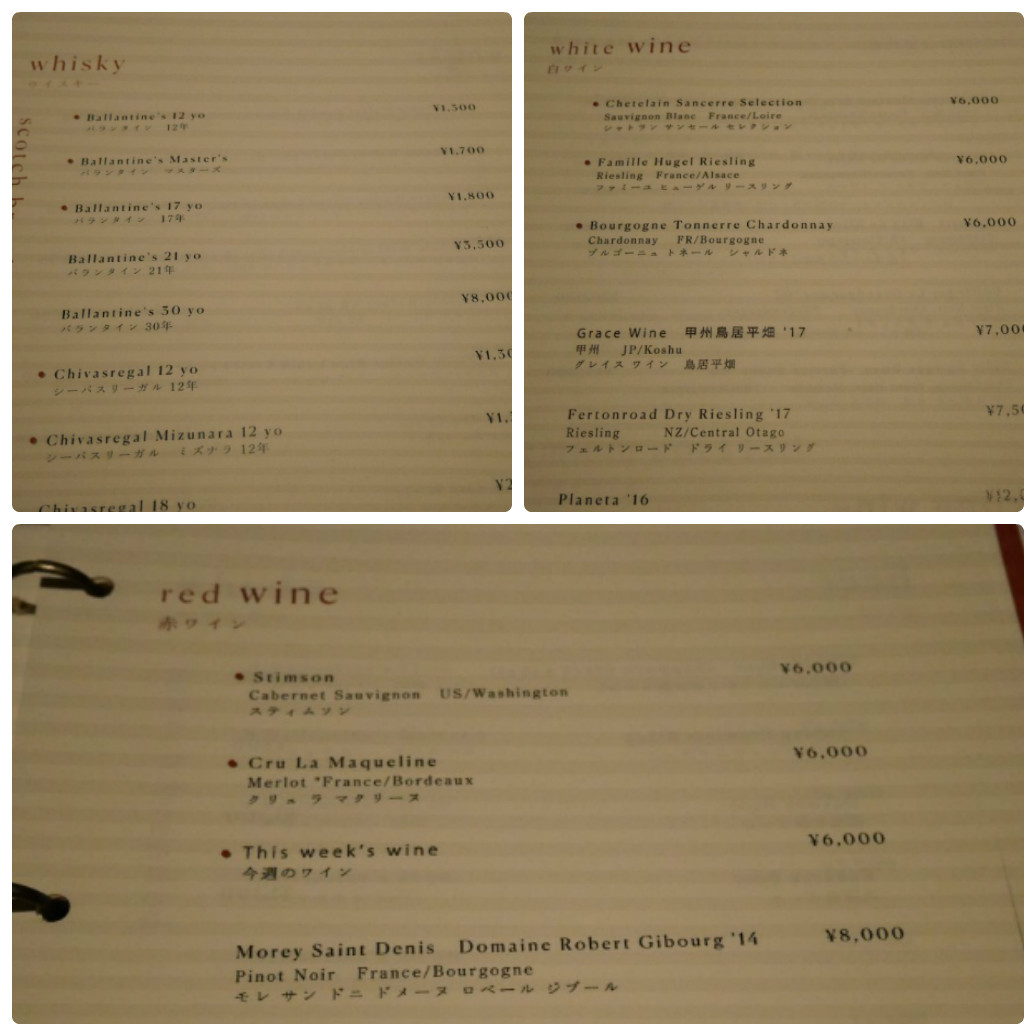 whisky
ウイスキー
Ballantine's 12 yo ¥1,500
バランタイン 12年
Ballantine's Master's ¥1,700
バランタイン マスターズ
Ballantine's 17 yo ¥1,800
バランタイン 17年
Ballantine's 21 yo ¥3,500
バランタイン 21年
Ballantine's 30 yo ¥8,000
バランタイン 30年
Chivasregal 12 yo
シーバスリーガル 12年
Chivasregal Mizunara 12 yo
シーバスリーガル ミズナラ 12年
Chivasregal 18 yo
scotch
white wine
白ワイン
Chetelain Sancerre Selection ¥6,000
Sauvignon Blanc France/Loire
シャトラン サンセール セレクション
Famille Hugel Riesling ¥6,000
Riesling France/Alsace
ファミーユ ヒューゲル リースリング
Bourgogne Tonnerre Chardonnay ¥6,000
Chardonnay FR/Bourgogne
ブルゴーニュ トネール シャルドネ
Grace Wine 甲州鳥居平畑 '17 ¥7,000
甲州 JP/Koshu
グレイス ワイン 鳥居平畑
Fertonroad Dry Riesling '17 ¥7,50
Riesling NZ/Central Otago
フェルトンロード ドライ リースリング
Planeta '16 ¥12,0
red wine
赤ワイン
Stimson ¥6,000
Cabernet Sauvignon US/Washington
スティムソン
Cru La Maqueline ¥6,000
Merlot *France/Bordeaux
クリュ ラ マクリーヌ
This week's wine ¥6,000
今週のワイン
Morey Saint Denis Domaine Robert Gibourg '14 ¥8,000
Pinot Noir France/Bourgogne
モレ サン ドニ ドメーヌ ロベール ジブール